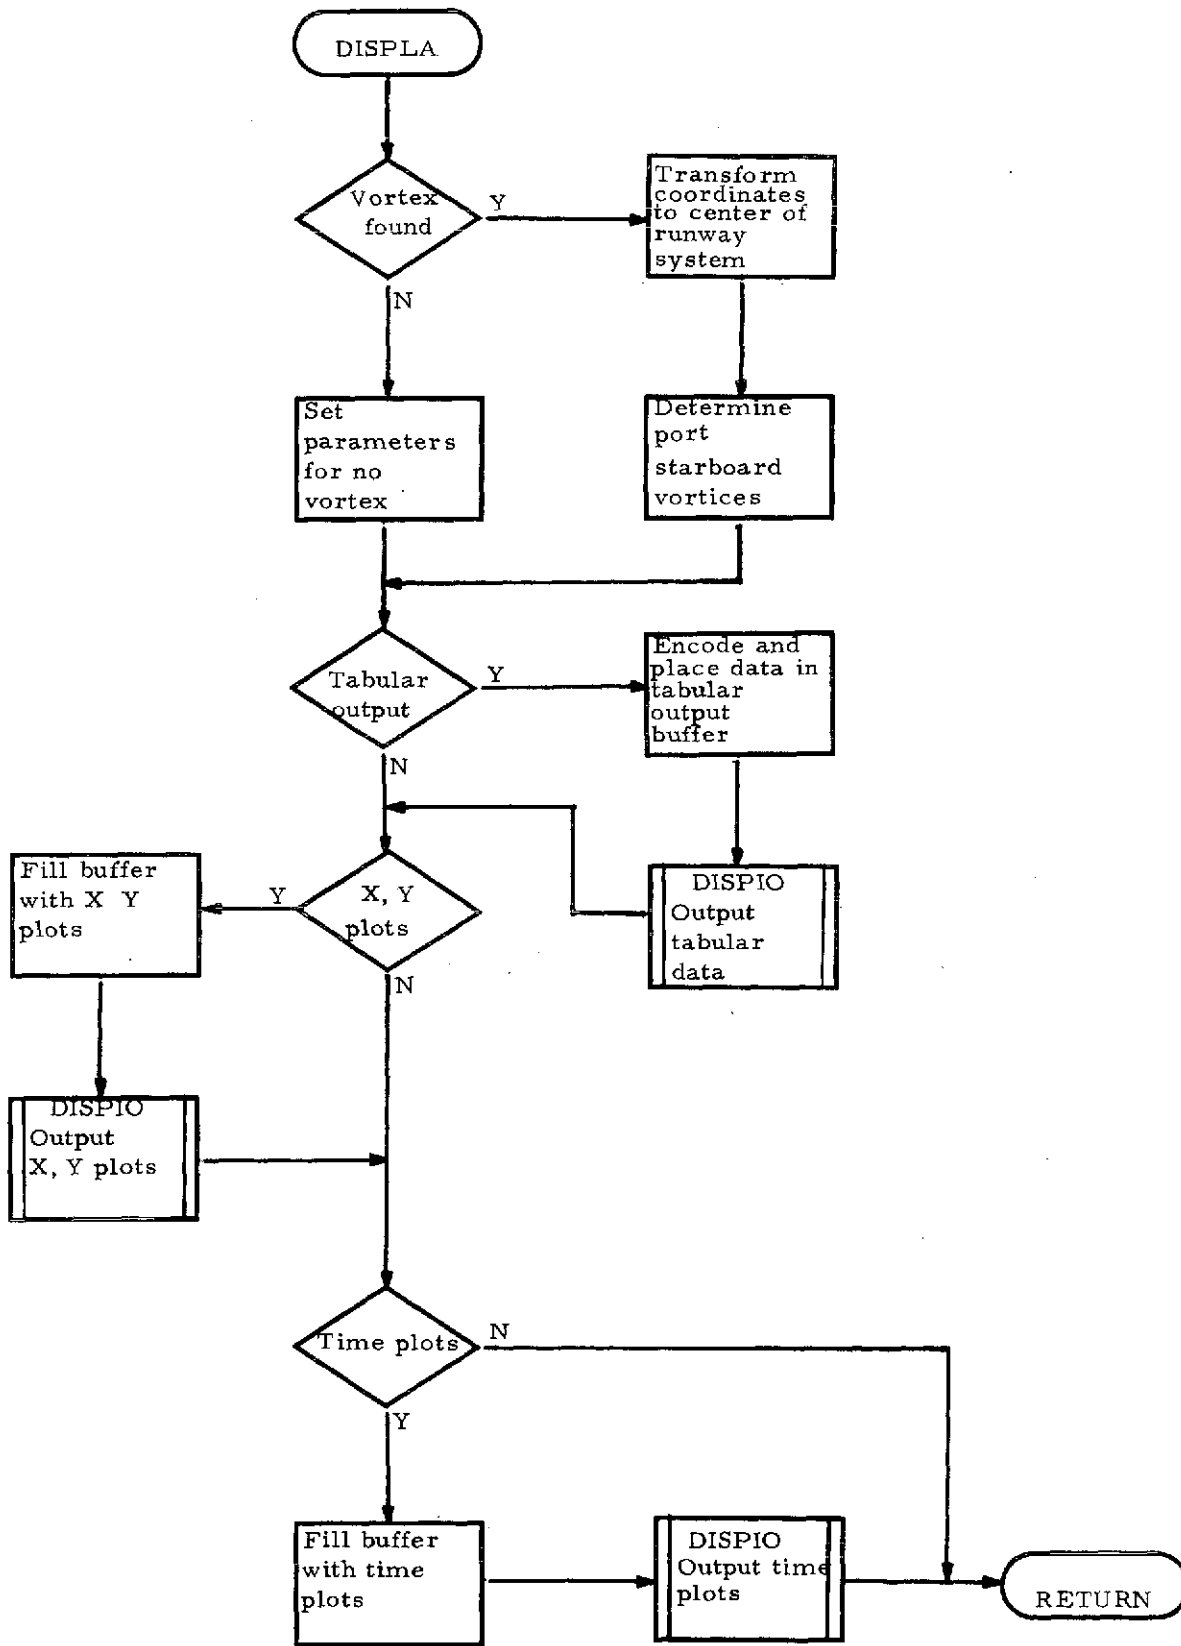 DISPLA
Vortex
found
Y
N
Transform
coordinates
to center of
runway
system
Set
parameters
for no
vortex
Determine
port
starboard
vortices
Tabular
output
Y
N
Encode and
place data in
tabular
output
buffer
DISPIO
Output
tabular
data
X, Y
plots
Y
N
Fill buffer
with X Y
plots
DISPIO
Output
X, Y plots
Time plots
N
Y
Fill buffer
with time
plots
DISPIO
Output time
plots
RETURN